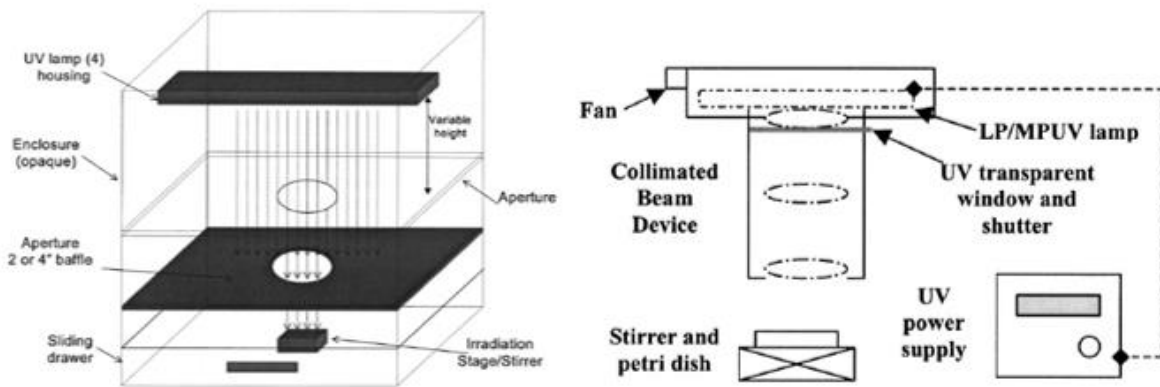 UV lamp (4)
housing
Variable
height
Enclosure
(opaque)
Aperture
Aperture
2 or 4" baffle
Sliding
drawer
Irradiation
Stage/Stirrer
Fan
LP/MPUV lamp
Collimated
Beam
Device
UV transparent
window and
shutter
UV
power
supply
Stirrer and
petri dish